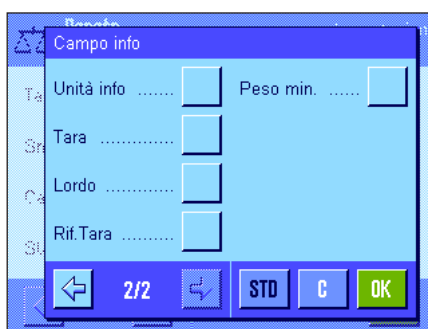 Campo info
Unità info .......
Peso min. ......
Tara .............
Lordo ............
Rif.Tara ..........
2/2
STD
C
OK